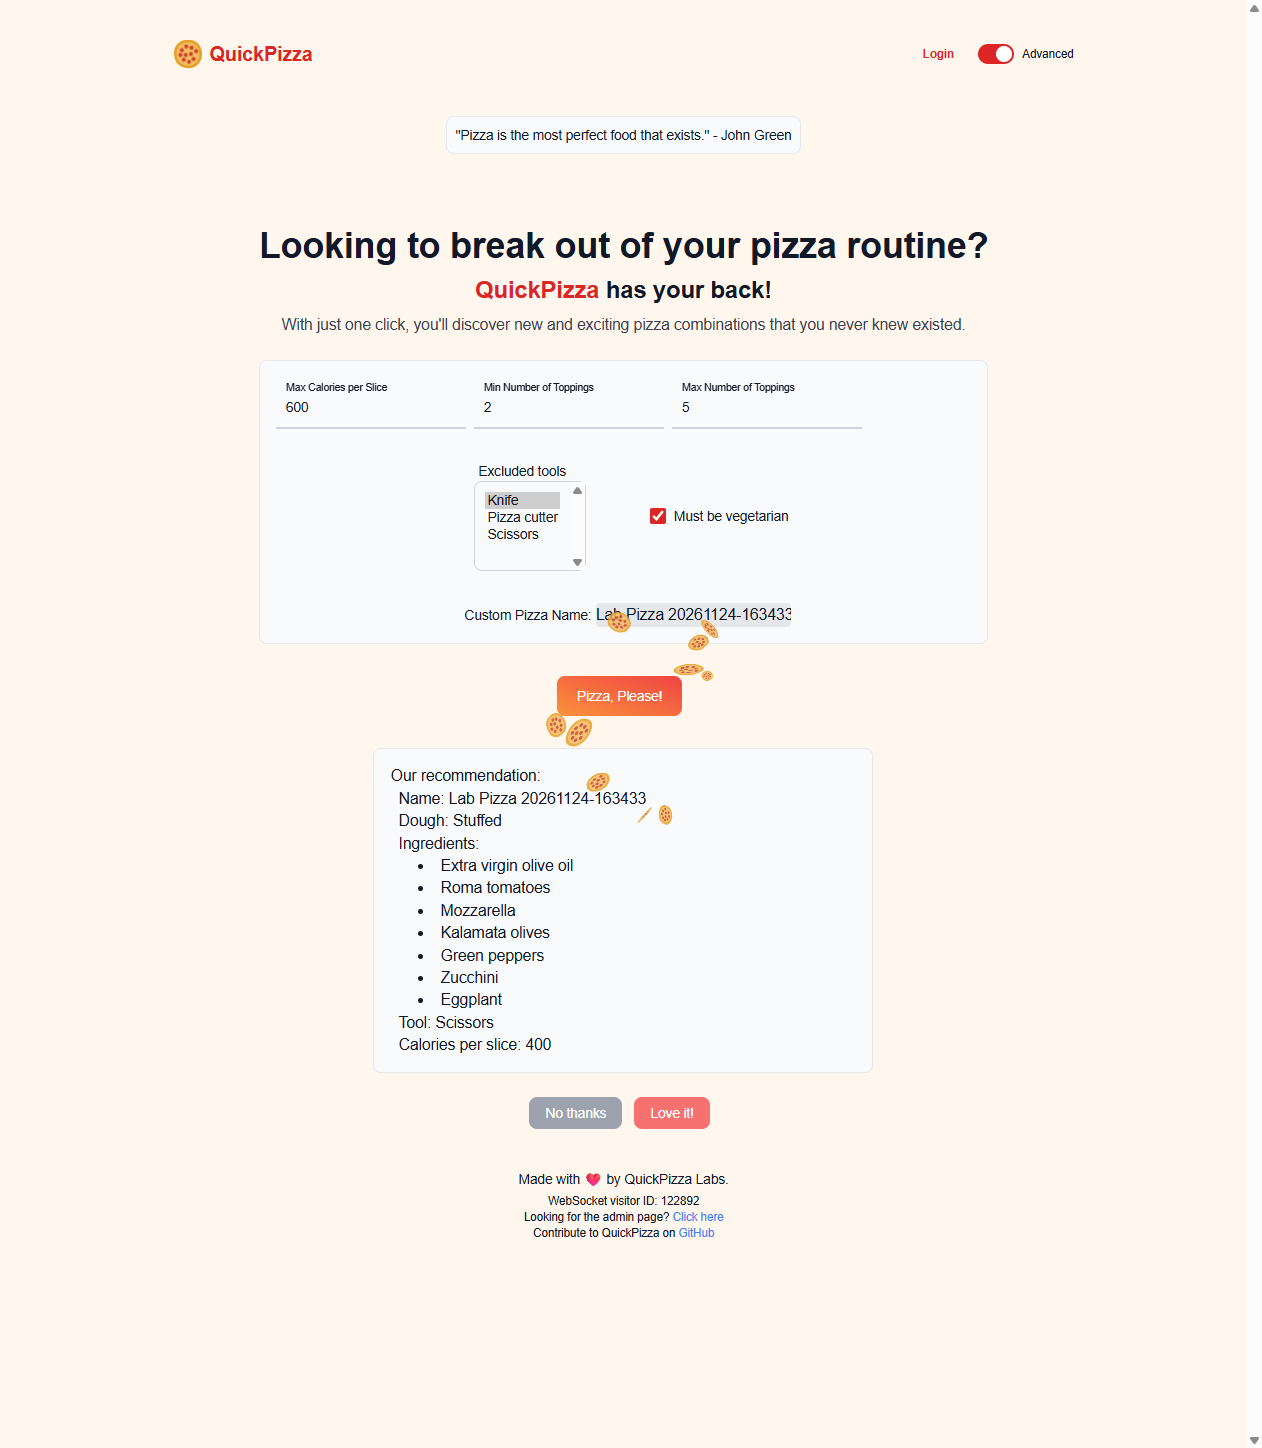 QuickPizza
Login
Advanced
"Pizza is the most perfect food that exists." - John Green
Looking to break out of your pizza routine?
QuickPizza has your back!
With just one click, you'll discover new and exciting pizza combinations that you never knew existed.
Max Calories per Slice
600
Min Number of Toppings
2
Max Number of Toppings
5
Excluded tools
Knife
Pizza cutter
Scissors
Must be vegetarian
Custom Pizza Name: Lab Pizza 20261124-163433
Pizza, Please!
Our recommendation:
Name: Lab Pizza 20261124-163433
Dough: Stuffed
Ingredients:
• Extra virgin olive oil
• Roma tomatoes
• Mozzarella
• Kalamata olives
• Green peppers
• Zucchini
• Eggplant
Tool: Scissors
Calories per slice: 400
No thanks
Love it!
Made with ❤️ by QuickPizza Labs.
WebSocket visitor ID: 122892
Looking for the admin page? Click here
Contribute to QuickPizza on GitHub